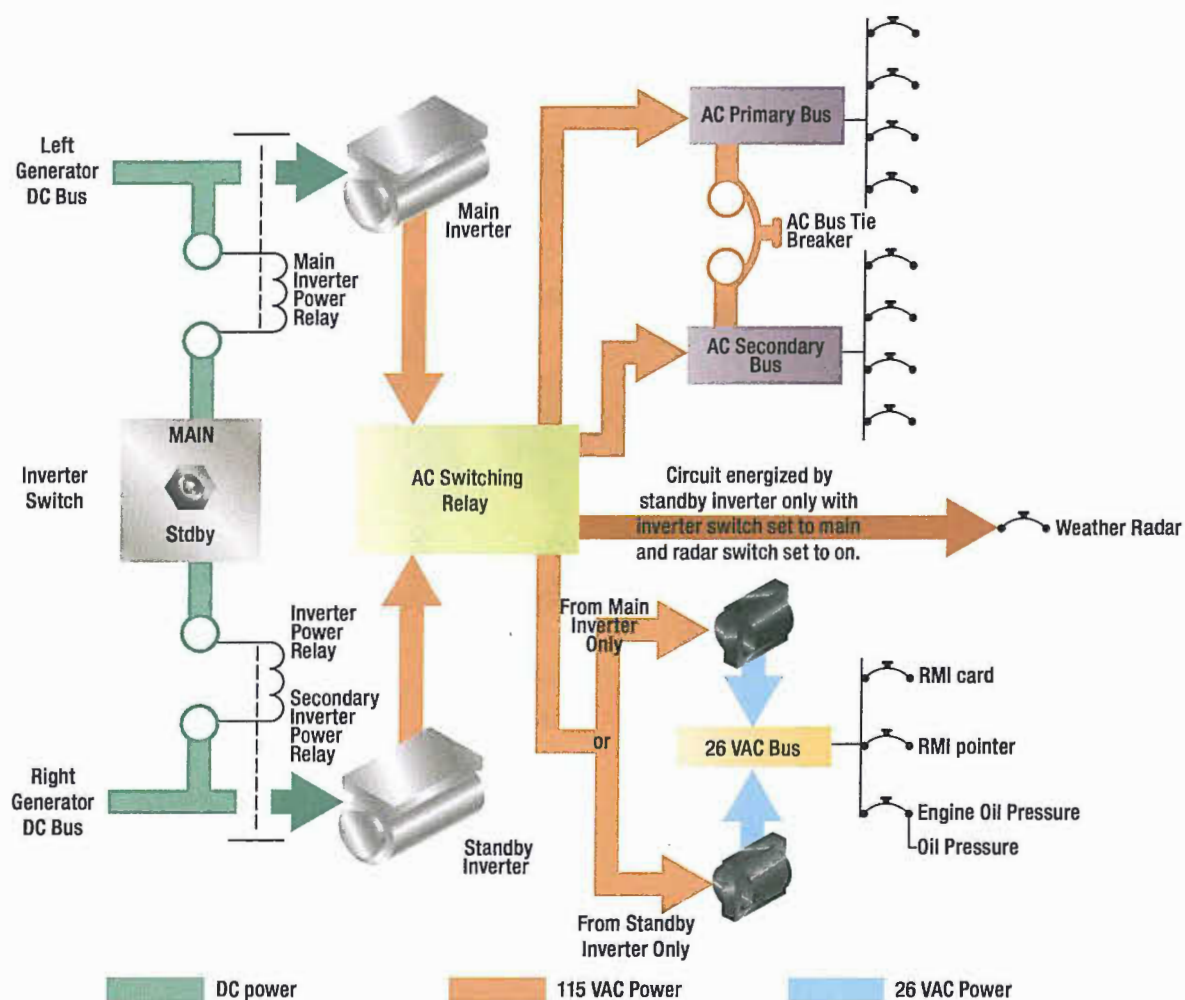 Left
Generator
DC Bus
Main
Inverter
Main
Inverter
Power
Relay
AC Primary Bus
AC Bus Tie
Breaker
AC Secondary
Bus
Inverter
Switch
MAIN
Stdby
AC Switching
Relay
Circuit energized by
standby inverter only with
inverter switch set to main
and radar switch set to on.
Weather Radar
Inverter
Power
Relay
Secondary
Inverter
Power
Relay
Right
Generator
DC Bus
Standby
Inverter
From Main
Inverter
Only
or
26 VAC Bus
RMI card
RMI pointer
Engine Oil Pressure
Oil Pressure
From Standby
Inverter Only
DC power
115 VAC Power
26 VAC Power